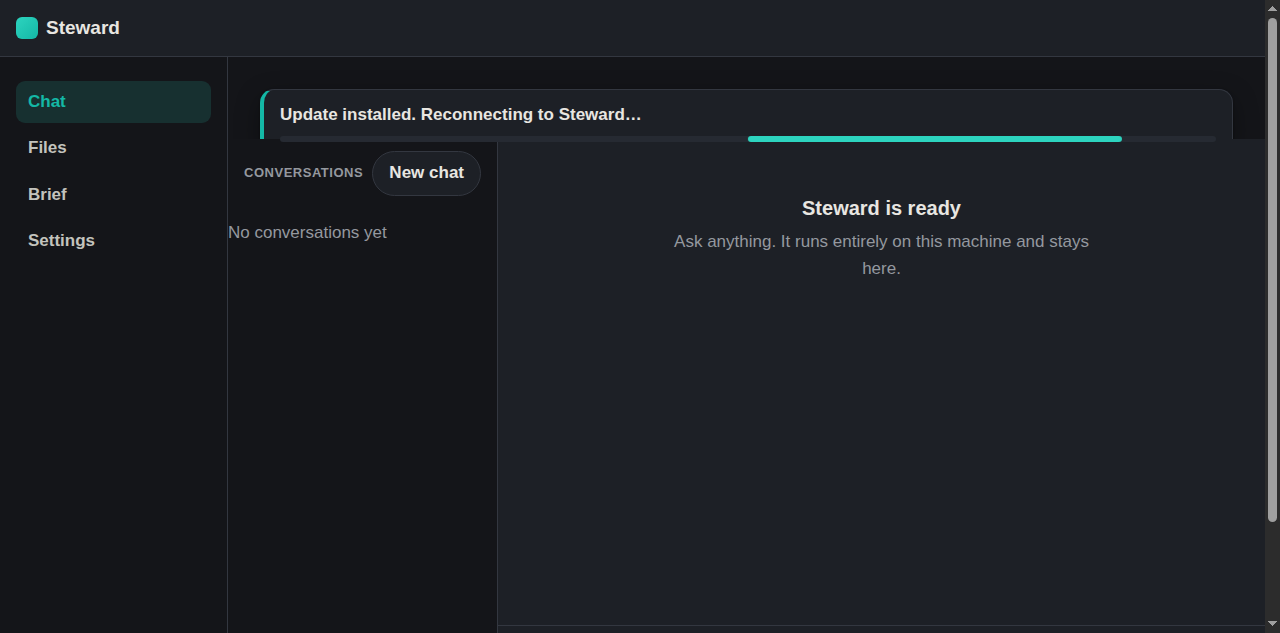 Steward
Chat
Files
Brief
Settings
Update installed. Reconnecting to Steward…
CONVERSATIONS
New chat
No conversations yet
Steward is ready
Ask anything. It runs entirely on this machine and stays
here.